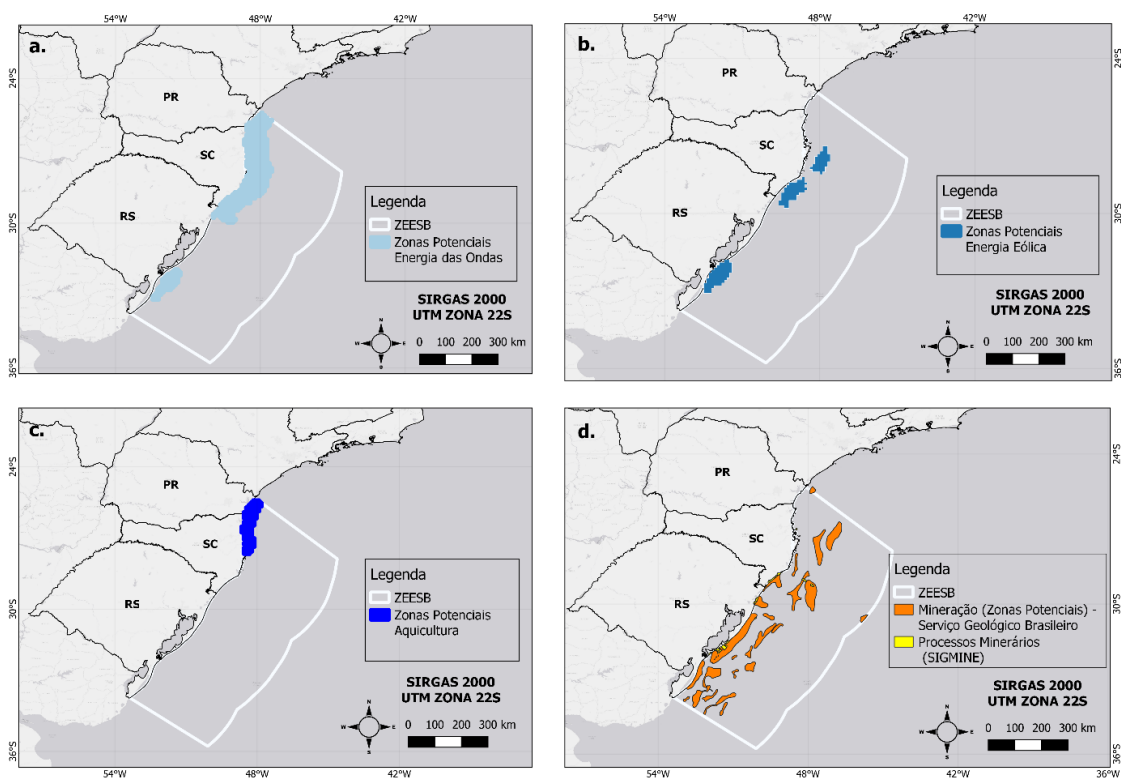 54°W 48°W 42°W
a.
24°S
30°S
36°S
PR
SC
RS
Legenda
ZEESB
Zonas Potenciais
Energia das Ondas
SIRGAS 2000
UTM ZONA 22S
0 100 200 300 km
54°W 48°W 42°W
b.
24°S
30°S
36°S
PR
SC
RS
Legenda
ZEESB
Zonas Potenciais
Energia Eólica
SIRGAS 2000
UTM ZONA 22S
0 100 200 300 km
c.
24°S
30°S
36°S
PR
SC
RS
Legenda
ZEESB
Zonas Potenciais
Aquicultura
SIRGAS 2000
UTM ZONA 22S
0 100 200 300 km
54°W 48°W 42°W
d.
24°S
30°S
36°S
PR
SC
RS
Legenda
ZEESB
Mineração (Zonas Potenciais) -
Serviço Geológico Brasileiro
Processos Minerários
(SIGMINE)
SIRGAS 2000
UTM ZONA 22S
0 100 200 300 km
54°W 48°W 42°W 36°W